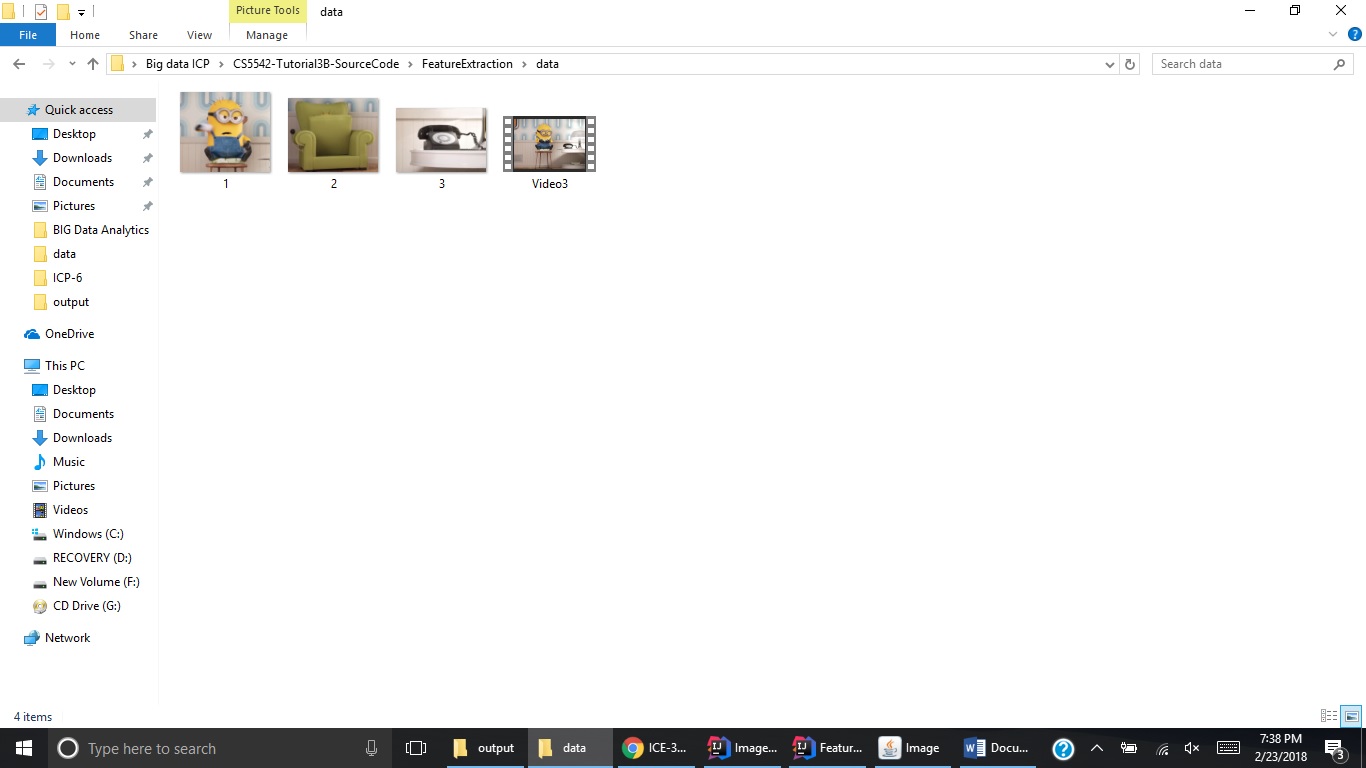 Picture Tools
data
File
Home
Share
View
Manage
Big data ICP
CS5542-Tutorial3B-SourceCode
FeatureExtraction
data
Search data
Quick access
Desktop
Downloads
Documents
Pictures
BIG Data Analytics
data
ICP-6
output
OneDrive
This PC
Desktop
Documents
Downloads
Music
Pictures
Videos
Windows (C:)
RECOVERY (D:)
New Volume (F:)
CD Drive (G:)
Network
1
2
3
Video3
4 items
Type here to search
output
data
ICE-3...
Image...
Featur...
Image
Docu...
7:38 PM
2/23/2018
3